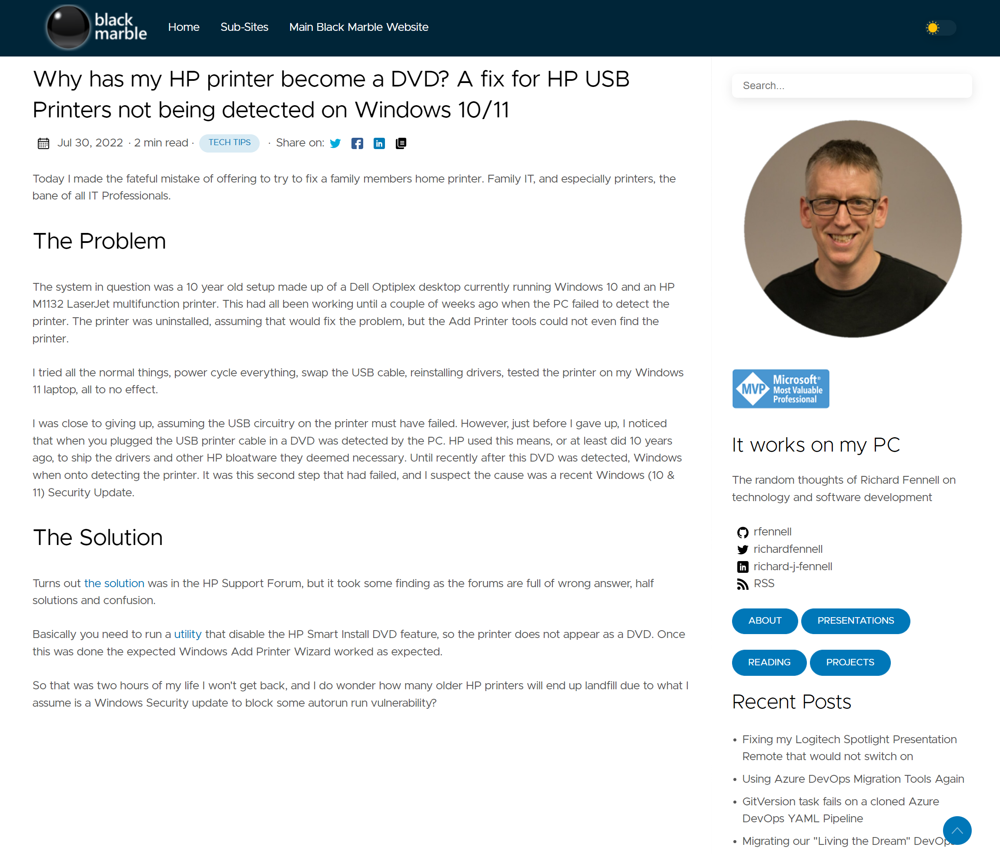 black
marble
Home Sub-Sites Main Black Marble Website
Why has my HP printer become a DVD? A fix for HP USB
Printers not being detected on Windows 10/11
Jul 30, 2022 · 2 min read · TECH TIPS · Share on:
Today I made the fateful mistake of offering to try to fix a family members home printer. Family IT, and especially printers, the
bane of all IT Professionals.
The Problem
The system in question was a 10 year old setup made up of a Dell Optiplex desktop currently running Windows 10 and an HP
M1132 LaserJet multifunction printer. This had all been working until a couple of weeks ago when the PC failed to detect the
printer. The printer was uninstalled, assuming that would fix the problem, but the Add Printer tools could not even find the
printer.
I tried all the normal things, power cycle everything, swap the USB cable, reinstalling drivers, tested the printer on my Windows
11 laptop, all to no effect.
I was close to giving up, assuming the USB circuitry on the printer must have failed. However, just before I gave up, I noticed
that when you plugged the USB printer cable in a DVD was detected by the PC. HP used this means, or at least did 10 years
ago, to ship the drivers and other HP bloatware they deemed necessary. Until recently after this DVD was detected, Windows
when onto detecting the printer. It was this second step that had failed, and I suspect the cause was a recent Windows (10 &
11) Security Update.
The Solution
Turns out the solution was in the HP Support Forum, but it took some finding as the forums are full of wrong answer, half
solutions and confusion.
Basically you need to run a utility that disable the HP Smart Install DVD feature, so the printer does not appear as a DVD. Once
this was done the expected Windows Add Printer Wizard worked as expected.
So that was two hours of my life I won't get back, and I do wonder how many older HP printers will end up landfill due to what I
assume is a Windows Security update to block some autorun run vulnerability?
Search...
MVP
Microsoft®
Most Valuable
Professional
It works on my PC
The random thoughts of Richard Fennell on
technology and software development
rfennell
richardfennell
richard-j-fennell
RSS
ABOUT PRESENTATIONS
READING PROJECTS
Recent Posts
• Fixing my Logitech Spotlight Presentation
Remote that would not switch on
• Using Azure DevOps Migration Tools Again
• GitVersion task fails on a cloned Azure
DevOps YAML Pipeline
• Migrating our "Living the Dream" DevOps